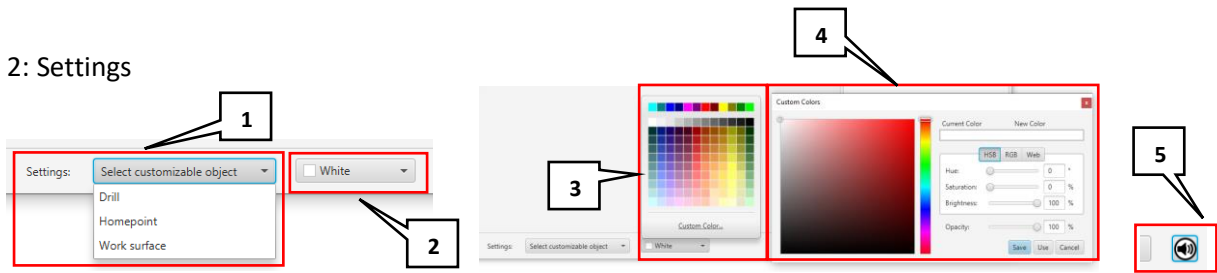 2: Settings
1
Settings:
Select customizable object
White
Drill
Homepoint
Work surface
2
3
Custom Color...
Settings:
Select customizable object
White
4
Custom Colors
Current Color
New Color
HSB
RGB
Web
Hue:
0
°
Saturation:
0
%
Brightness:
100
%
Opacity:
100
%
Save
Use
Cancel
5